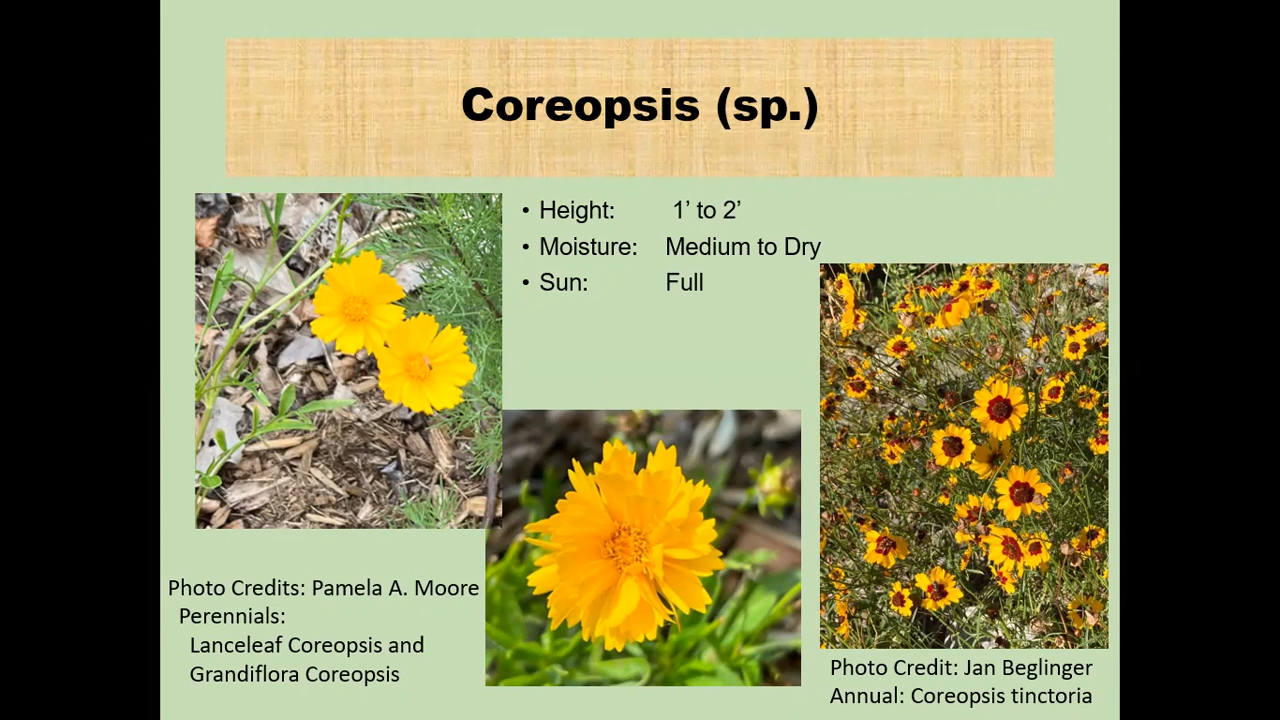 Coreopsis (sp.)
• Height: 1’ to 2’
• Moisture: Medium to Dry
• Sun: Full
Photo Credits: Pamela A. Moore
Perennials:
Lanceleaf Coreopsis and
Grandiflora Coreopsis
Photo Credit: Jan Beglinger
Annual: Coreopsis tinctoria